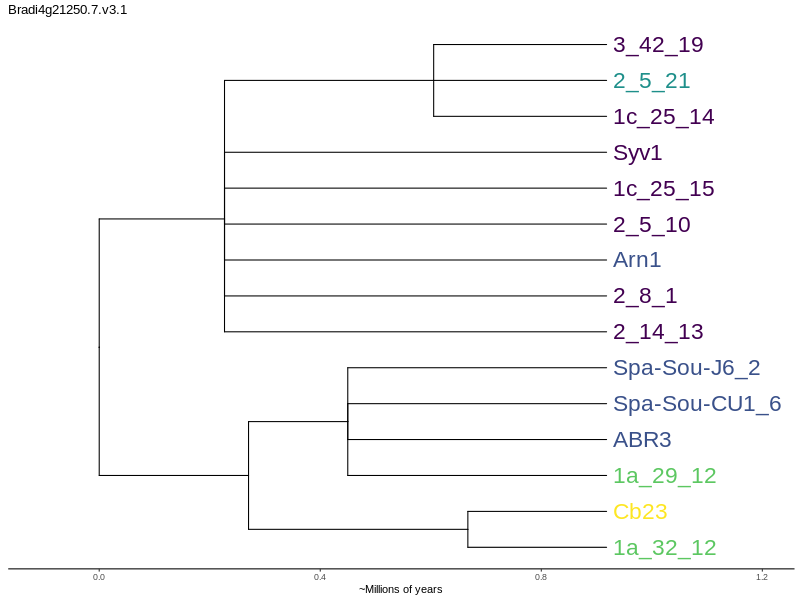 Bradi4g21250.7.v3.1
3_42_19
2_5_21
1c_25_14
Syv1
1c_25_15
2_5_10
Arn1
2_8_1
2_14_13
Spa-Sou-J6_2
Spa-Sou-CU1_6
ABR3
1a_29_12
Cb23
1a_32_12
0.0 0.4 0.8 1.2
~Millions of years